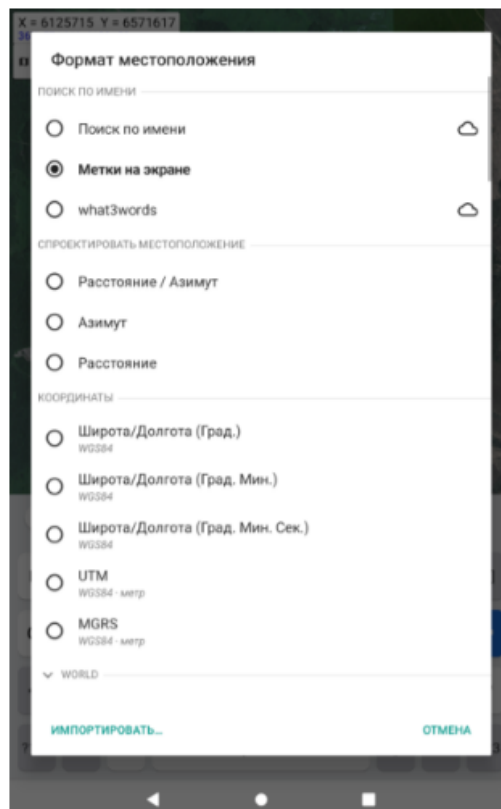 X = 6125715 Y = 6571617
Формат местоположения
ПОИСК ПО ИМЕНИ
Поиск по имени
Метки на экране
what3words
СПРОЕКТИРОВАТЬ МЕСТОПОЛОЖЕНИЕ
Расстояние / Азимут
Азимут
Расстояние
КООРДИНАТЫ
Широта/Долгота (Град.)
WGS84
Широта/Долгота (Град. Мин.)
WGS84
Широта/Долгота (Град. Мин. Сек.)
WGS84
UTM
WGS84 - метр
MGRS
WGS84 - метр
WORLD
ИМПОРТИРОВАТЬ...
ОТМЕНА